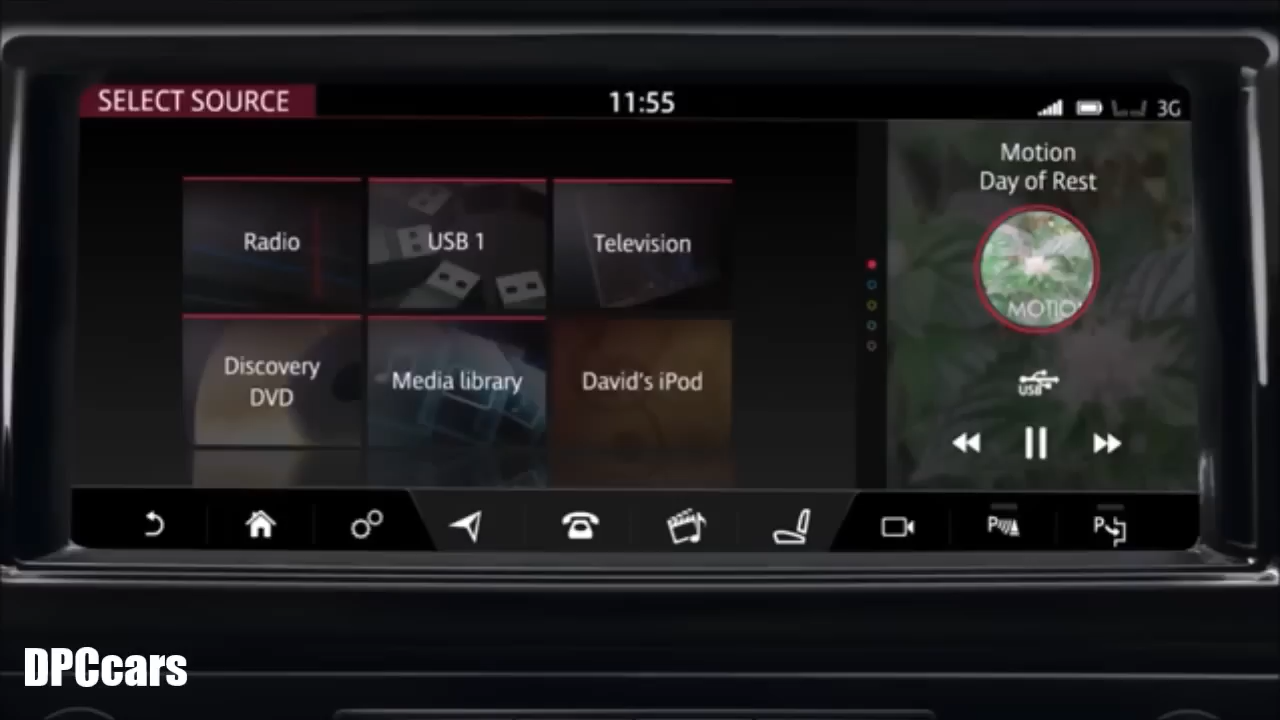 SELECT SOURCE
11:55
3G
Motion
Day of Rest
Radio
USB 1
Television
MOTIO
Discovery
DVD
Media library
David's iPod
USB
P
P
DPCcars